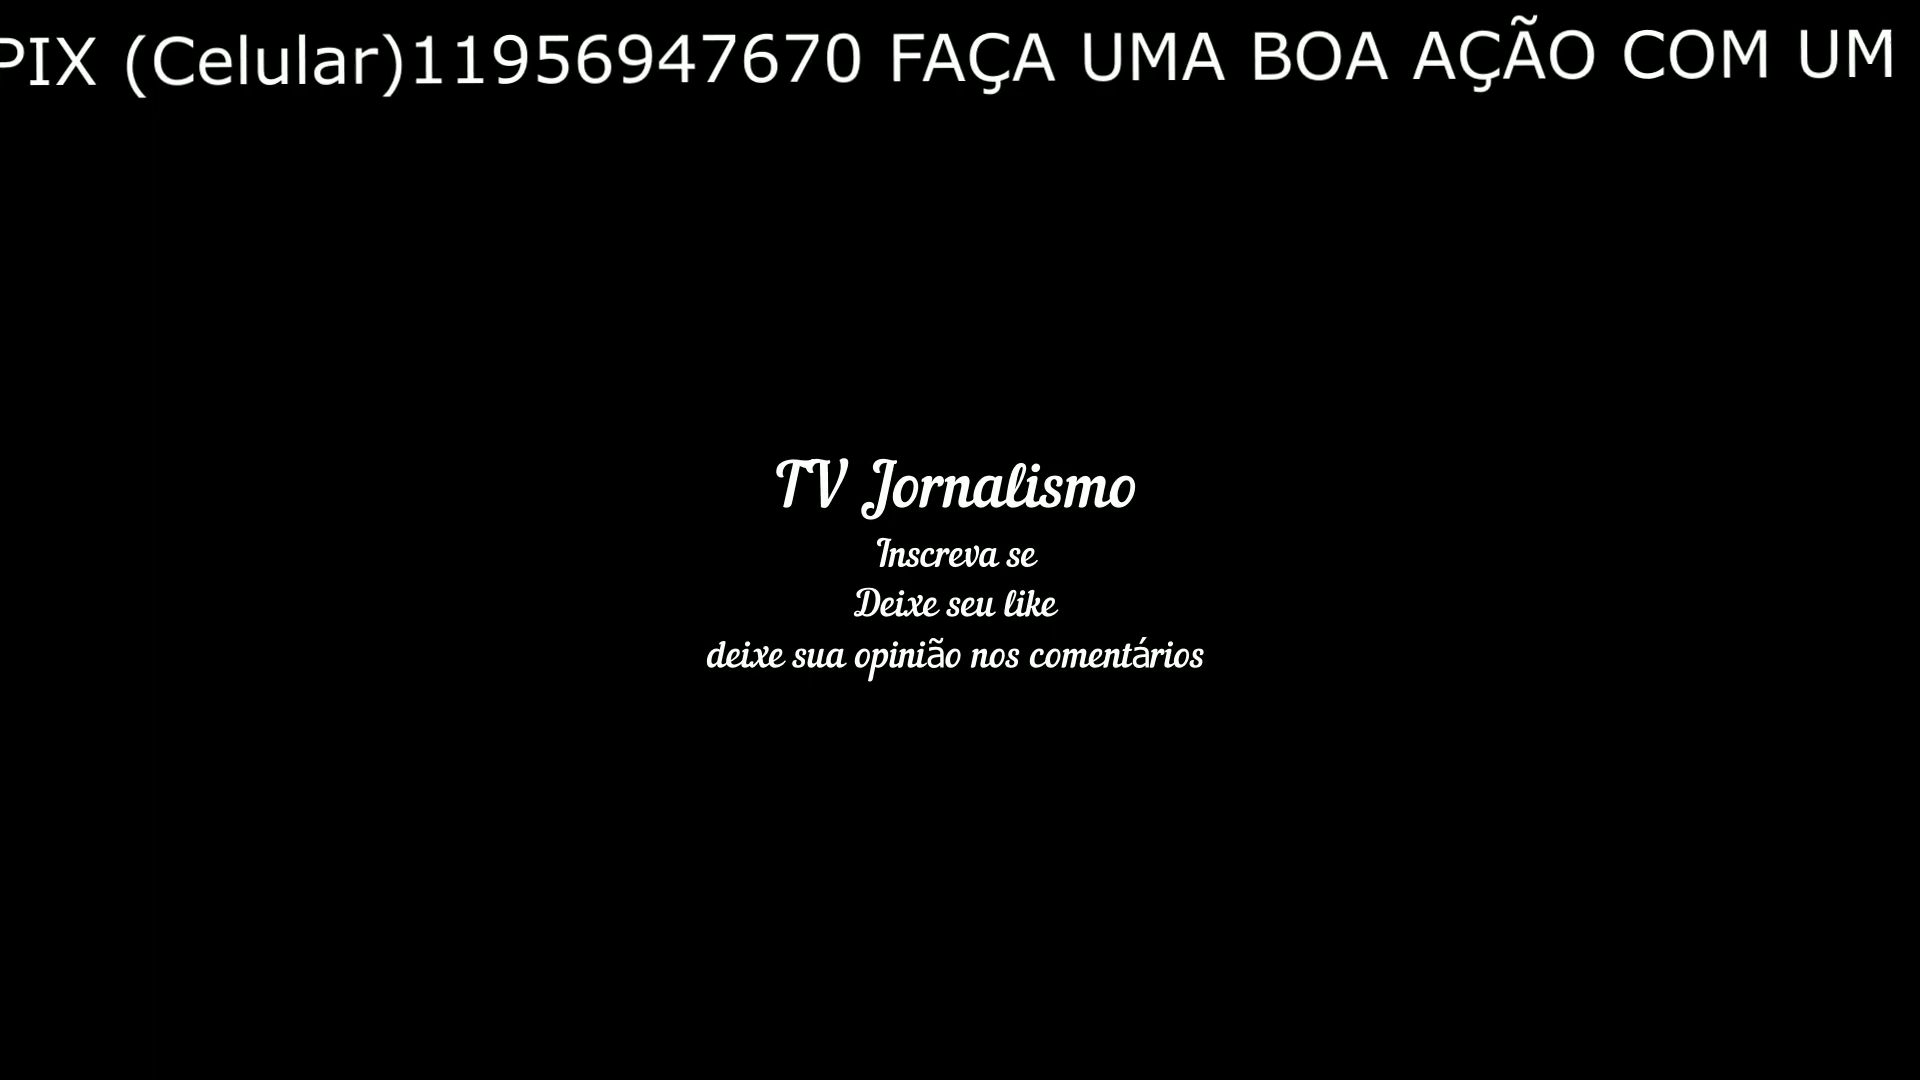 PIX (Celular)11956947670 FAÇA UMA BOA AÇÃO COM UM
TV Jornalismo
Inscreva se
Deixe seu like
deixe sua opinião nos comentários